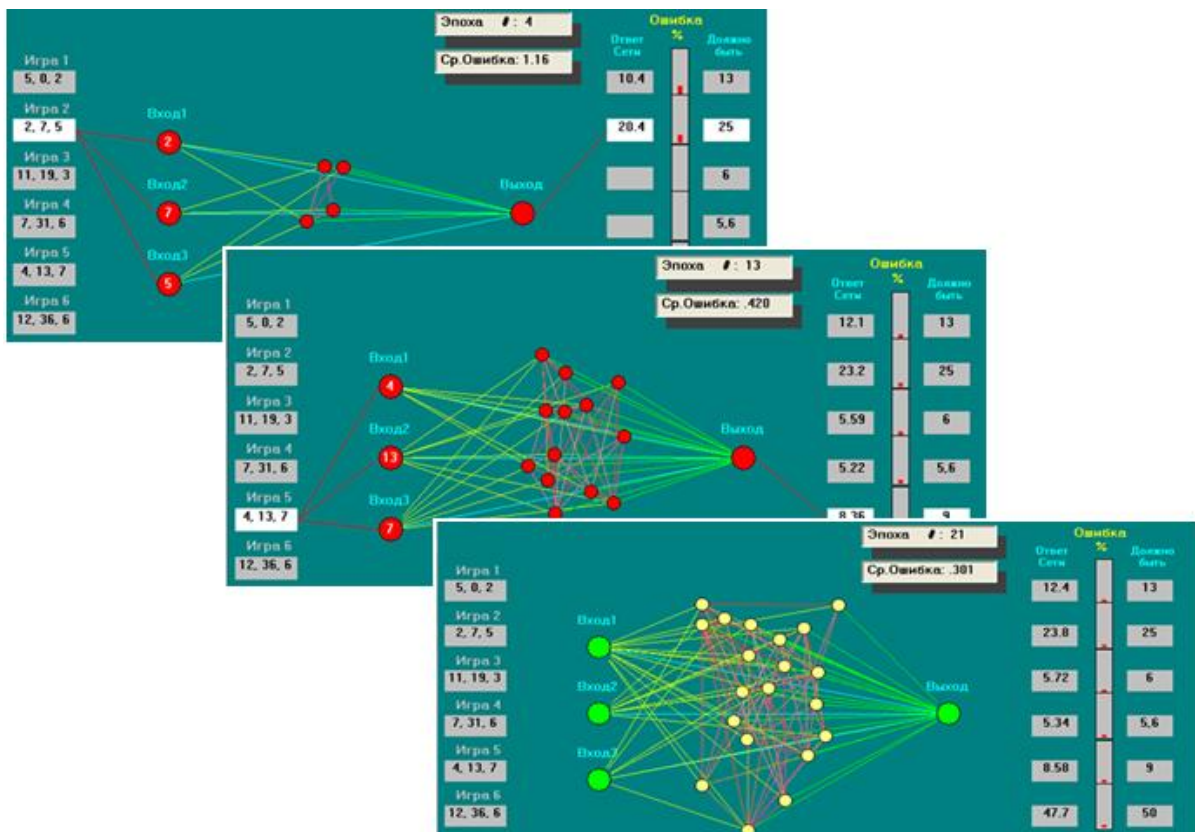 Эпоха # : 4
Ошибка
%
Ответ
Сети
Должно
быть
Ср.Ошибка: 1.16
Игра 1
5, 0, 2
10.4
13
Игра 2
2, 7, 5
Вход1
2
20.4
25
Игра 3
11, 19, 3
6
Вход2
7
Выход
Игра 4
7, 31, 6
5,6
Игра 5
4, 13, 7
Вход3
5
Игра 6
12, 36, 6
Эпоха # : 13
Ошибка
%
Ответ
Сети
Должно
быть
Ср.Ошибка: .420
Игра 1
5, 0, 2
12.1
13
Игра 2
2, 7, 5
Вход1
4
23.2
25
Игра 3
11, 19, 3
5.59
6
Вход2
13
Выход
Игра 4
7, 31, 6
5.22
5,6
Игра 5
4, 13, 7
Вход3
7
8.36
9
Игра 6
12, 36, 6
Эпоха # : 21
Ошибка
%
Ответ
Сети
Должно
быть
Ср.Ошибка: .301
Игра 1
5, 0, 2
12.4
13
Игра 2
2, 7, 5
Вход1
23.8
25
Игра 3
11, 19, 3
5.72
6
Вход2
Выход
Игра 4
7, 31, 6
5.34
5,6
Игра 5
4, 13, 7
Вход3
8.58
9
Игра 6
12, 36, 6
47.7
50